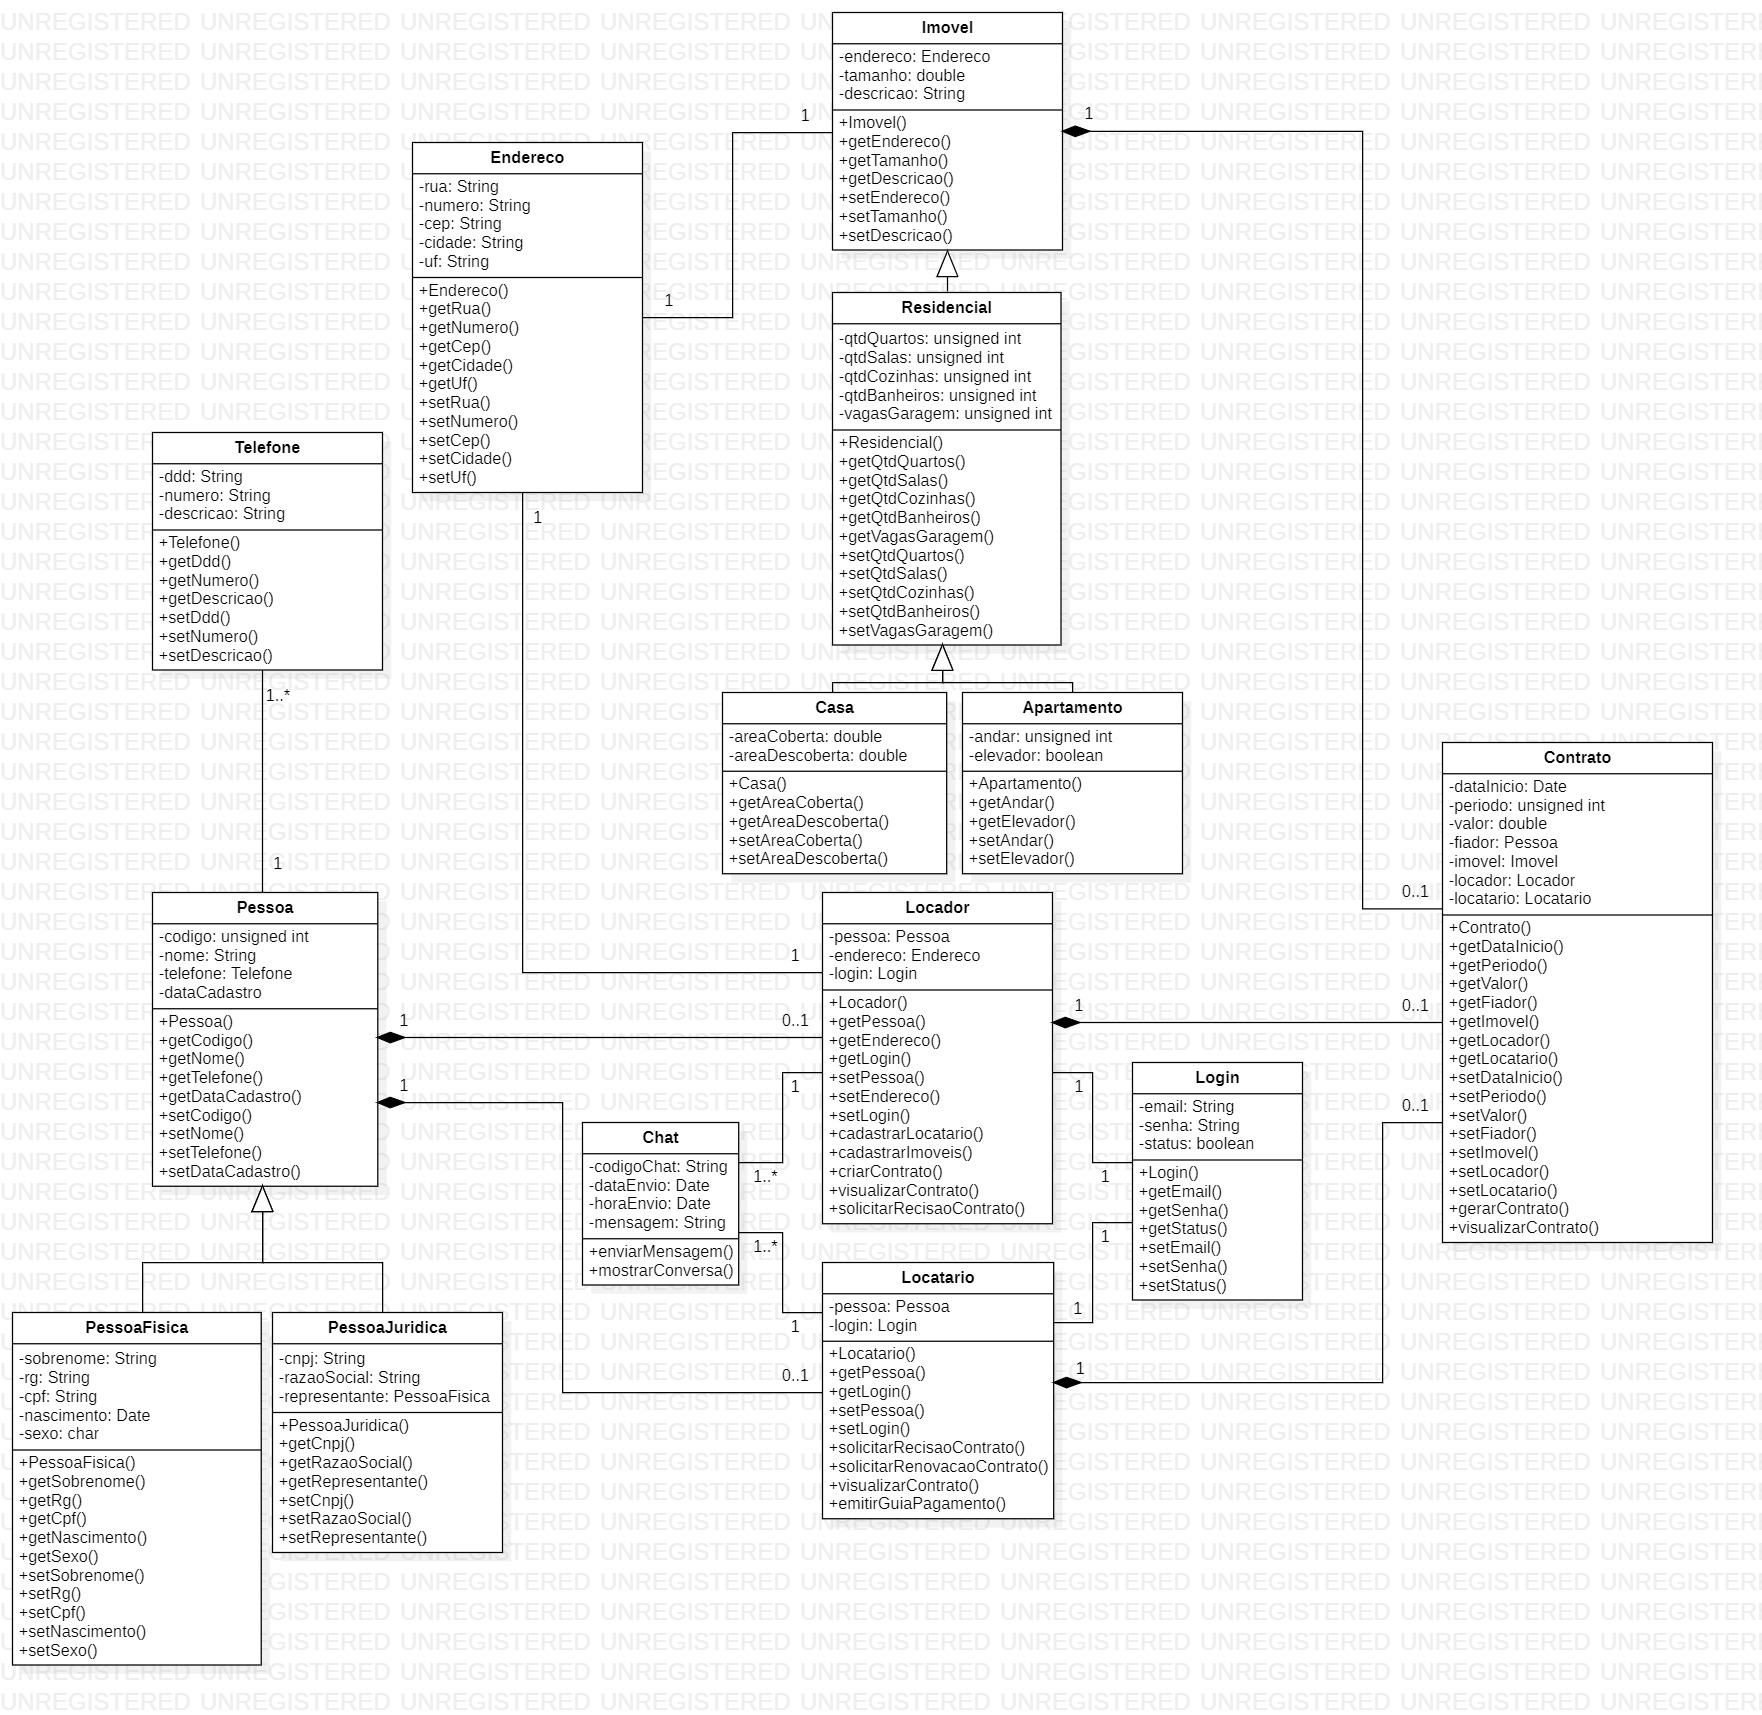 Imovel
-endereco: Endereco
-tamanho: double
-descricao: String
+Imovel()
+getEndereco()
+getTamanho()
+getDescricao()
+setEndereco()
+setTamanho()
+setDescricao()
1
1
Endereco
-rua: String
-numero: String
-cep: String
-cidade: String
-uf: String
+Endereco()
+getRua()
+getNumero()
+getCep()
+getCidade()
+getUf()
+setRua()
+setNumero()
+setCep()
+setCidade()
+setUf()
1
1
Residencial
-qtdQuartos: unsigned int
-qtdSalas: unsigned int
-qtdCozinhas: unsigned int
-qtdBanheiros: unsigned int
-vagasGaragem: unsigned int
+Residencial()
+getQtdQuartos()
+getQtdSalas()
+getQtdCozinhas()
+getQtdBanheiros()
+getVagasGaragem()
+setQtdQuartos()
+setQtdSalas()
+setQtdCozinhas()
+setQtdBanheiros()
+setVagasGaragem()
Telefone
-ddd: String
-numero: String
-descricao: String
+Telefone()
+getDdd()
+getNumero()
+getDescricao()
+setDdd()
+setNumero()
+setDescricao()
1..*
1
Casa
-areaCoberta: double
-areaDescoberta: double
+Casa()
+getAreaCoberta()
+getAreaDescoberta()
+setAreaCoberta()
+setAreaDescoberta()
Apartamento
-andar: unsigned int
-elevador: boolean
+Apartamento()
+getAndar()
+getElevador()
+setAndar()
+setElevador()
Contrato
-dataInicio: Date
-periodo: unsigned int
-valor: double
-fiador: Pessoa
-imovel: Imovel
-locador: Locador
-locatario: Locatario
+Contrato()
+getDataInicio()
+getPeriodo()
+getValor()
+getFiador()
+getImovel()
+getLocador()
+getLocatario()
+setDataInicio()
+setPeriodo()
+setValor()
+setFiador()
+setImovel()
+setLocador()
+setLocatario()
+gerarContrato()
+visualizarContrato()
0..1
0..1
0..1
Pessoa
-codigo: unsigned int
-nome: String
-telefone: Telefone
-dataCadastro
+Pessoa()
+getCodigo()
+getNome()
+getTelefone()
+getDataCadastro()
+setCodigo()
+setNome()
+setTelefone()
+setDataCadastro()
1
1
Locador
-pessoa: Pessoa
-endereco: Endereco
-login: Login
+Locador()
+getPessoa()
+getEndereco()
+getLogin()
+setPessoa()
+setEndereco()
+setLogin()
+cadastrarLocatario()
+cadastrarImoveis()
+criarContrato()
+visualizarContrato()
+solicitarRecisaoContrato()
1
0..1
1
1
1
Login
-email: String
-senha: String
-status: boolean
+Login()
+getEmail()
+getSenha()
+getStatus()
+setEmail()
+setSenha()
+setStatus()
1
1
Chat
-codigoChat: String
-dataEnvio: Date
-horaEnvio: Date
-mensagem: String
+enviarMensagem()
+mostrarConversa()
1..*
1..*
Locatario
-pessoa: Pessoa
-login: Login
+Locatario()
+getPessoa()
+getLogin()
+setPessoa()
+setLogin()
+solicitarRecisaoContrato()
+solicitarRenovacaoContrato()
+visualizarContrato()
+emitirGuiaPagamento()
1
0..1
1
1
PessoaFisica
-sobrenome: String
-rg: String
-cpf: String
-nascimento: Date
-sexo: char
+PessoaFisica()
+getSobrenome()
+getRg()
+getCpf()
+getNascimento()
+getSexo()
+setSobrenome()
+setRg()
+setCpf()
+setNascimento()
+setSexo()
PessoaJuridica
-cnpj: String
-razaoSocial: String
-representante: PessoaFisica
+PessoaJuridica()
+getCnpj()
+getRazaoSocial()
+getRepresentante()
+setCnpj()
+setRazaoSocial()
+setRepresentante()
UNREGISTERED